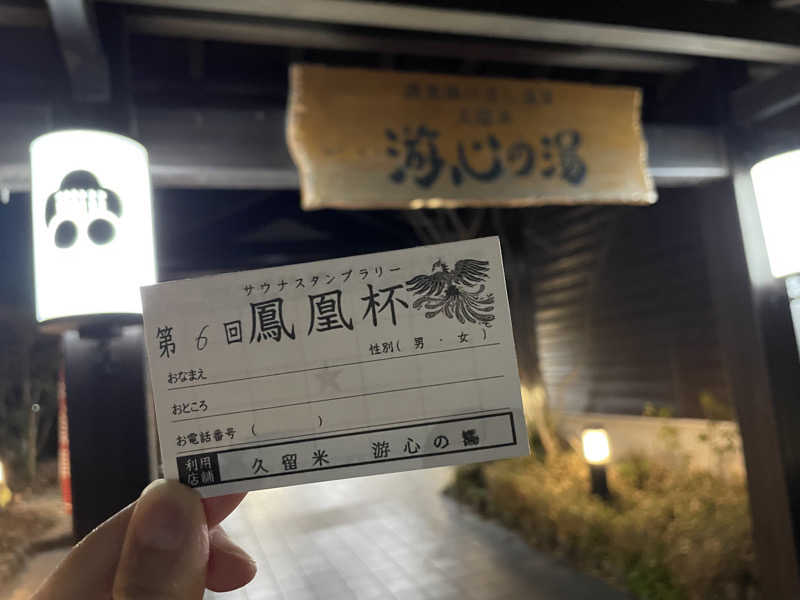 游心の湯
サウナスタンプラリー
第6回鳳凰杯
性別(男・女)
おなまえ
おところ
お電話番号( )
利用店舗 久留米 游心の